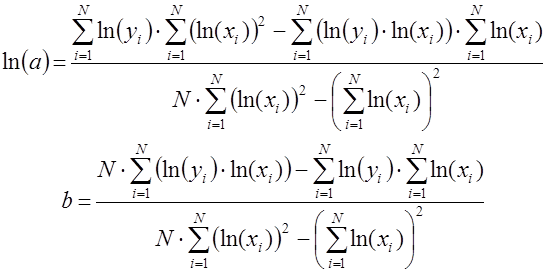 ln(a) = \frac{\sum_{i=1}^{N} ln(y_i) \cdot \sum_{i=1}^{N} (ln(x_i))^2 - \sum_{i=1}^{N} (ln(y_i) \cdot ln(x_i)) \cdot \sum_{i=1}^{N} ln(x_i)}{N \cdot \sum_{i=1}^{N} (ln(x_i))^2 - \left( \sum_{i=1}^{N} ln(x_i) \right)^2}
b = \frac{N \cdot \sum_{i=1}^{N} (ln(y_i) \cdot ln(x_i)) - \sum_{i=1}^{N} ln(y_i) \cdot \sum_{i=1}^{N} ln(x_i)}{N \cdot \sum_{i=1}^{N} (ln(x_i))^2 - \left( \sum_{i=1}^{N} ln(x_i) \right)^2}